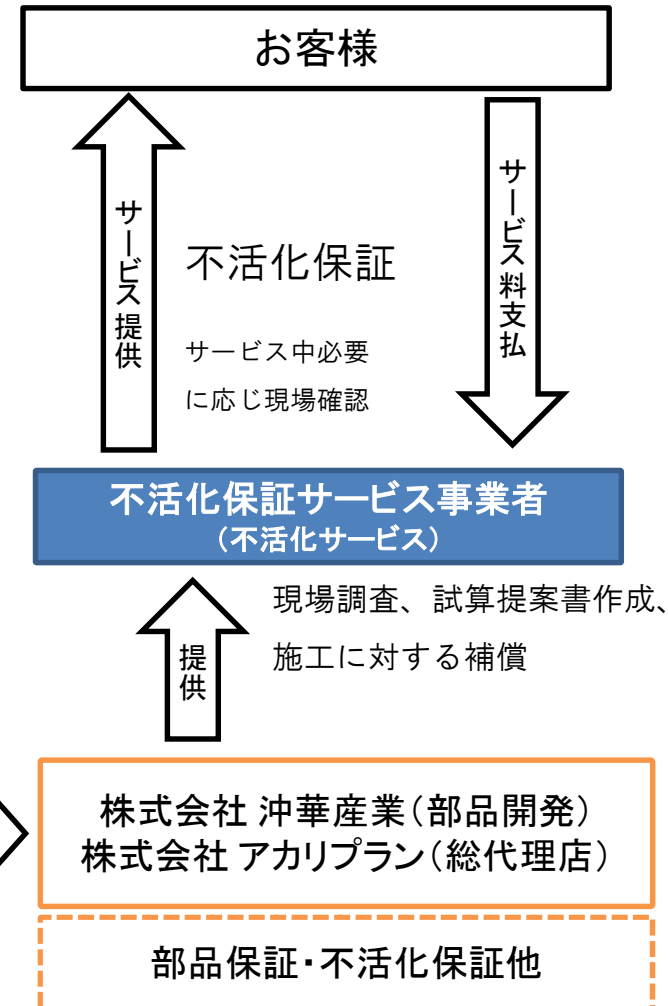 お客様
サービス提供
不活化保証
サービス中必要
に応じ現場確認
サービス料支払
不活化保証サービス事業者
（不活化サービス）
提供
現場調査、試算提案書作成、
施工に対する補償
株式会社 沖華産業（部品開発）
株式会社 アカリプラン（総代理店）
部品保証・不活化保証他